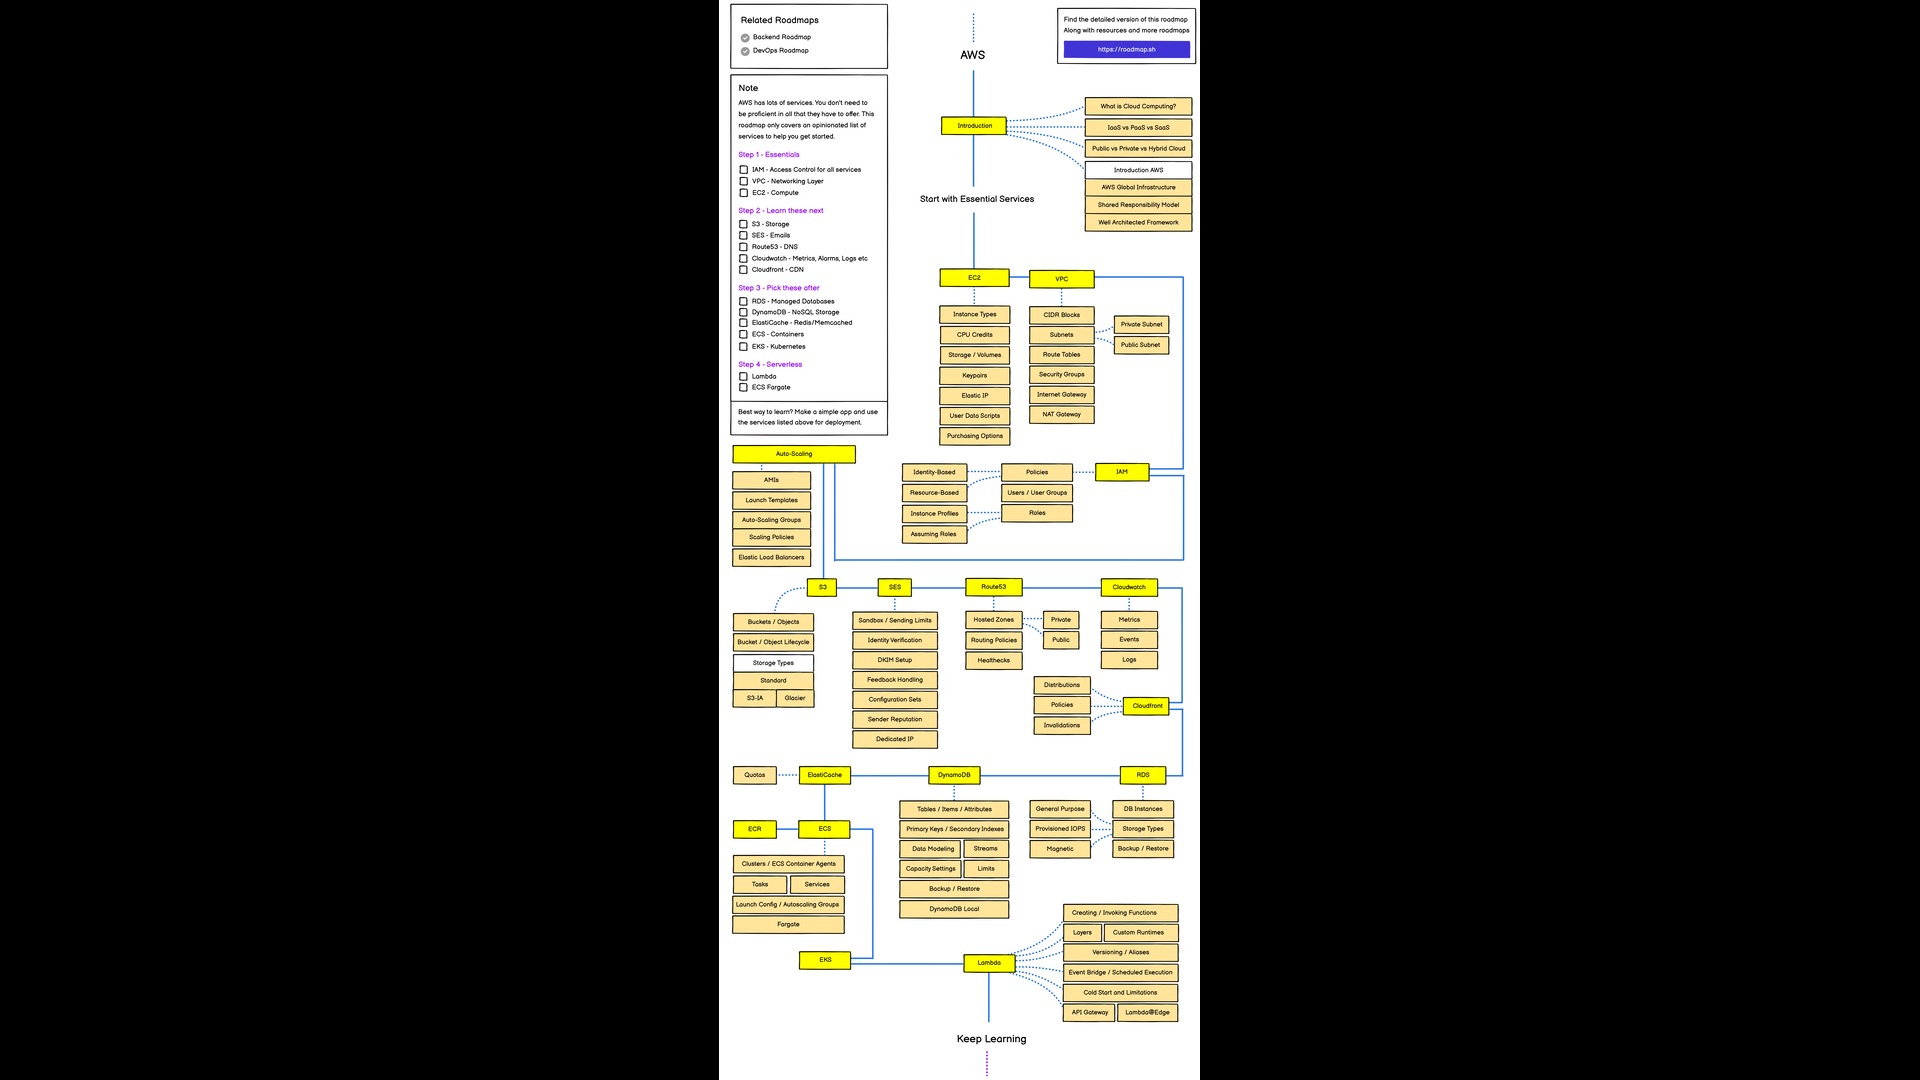 Related Roadmaps
Backend Roadmap
DevOps Roadmap
AWS
Find the detailed version of this roadmap
Along with resources and more roadmaps
https://roadmap.sh
Note
AWS has lots of services. You don't need to
be proficient in all that they have to offer. This
roadmap only covers an opinionated list of
services to help you get started.
Step 1 - Essentials
IAM - Access Control for all services
VPC - Networking Layer
EC2 - Compute
Step 2 - Learn these next
S3 - Storage
SES - Emails
Route53 - DNS
Cloudwatch - Metrics, Alarms, Logs etc
Cloudfront - CDN
Step 3 - Pick these after
RDS - Managed Databases
DynamoDB - NoSQL Storage
ElastiCache - Redis/Memcached
ECS - Containers
EKS - Kubernetes
Step 4 - Serverless
Lambda
ECS Fargate
Best way to learn? Make a simple app and use
the services listed above for deployment.
Introduction
What is Cloud Computing?
IaaS vs PaaS vs SaaS
Public vs Private vs Hybrid Cloud
Introduction AWS
AWS Global Infrastructure
Shared Responsibility Model
Well Architected Framework
Start with Essential Services
EC2
Instance Types
CPU Credits
Storage / Volumes
Keypairs
Elastic IP
User Data Scripts
Purchasing Options
VPC
CIDR Blocks
Subnets
Private Subnet
Public Subnet
Route Tables
Security Groups
Internet Gateway
NAT Gateway
IAM
Policies
Identity-Based
Resource-Based
Users / User Groups
Roles
Instance Profiles
Assuming Roles
Auto-Scaling
AMIs
Launch Templates
Auto-Scaling Groups
Scaling Policies
Elastic Load Balancers
S3
Buckets / Objects
Bucket / Object Lifecycle
Storage Types
Standard
S3-IA
Glacier
SES
Sandbox / Sending Limits
Identity Verification
DKIM Setup
Feedback Handling
Configuration Sets
Sender Reputation
Dedicated IP
Route53
Hosted Zones
Private
Public
Routing Policies
Healthecks
Cloudwatch
Metrics
Events
Logs
Cloudfront
Distributions
Policies
Invalidations
RDS
DB Instances
Storage Types
General Purpose
Provisioned IOPS
Magnetic
Backup / Restore
DynamoDB
Tables / Items / Attributes
Primary Keys / Secondary Indexes
Data Modeling
Streams
Capacity Settings
Limits
Backup / Restore
DynamoDB Local
ElastiCache
Quotas
ECR
ECS
Clusters / ECS Container Agents
Tasks
Services
Launch Config / Autoscaling Groups
Fargate
EKS
Lambda
Creating / Invoking Functions
Layers
Custom Runtimes
Versioning / Aliases
Event Bridge / Scheduled Execution
Cold Start and Limitations
API Gateway
Lambda@Edge
Keep Learning